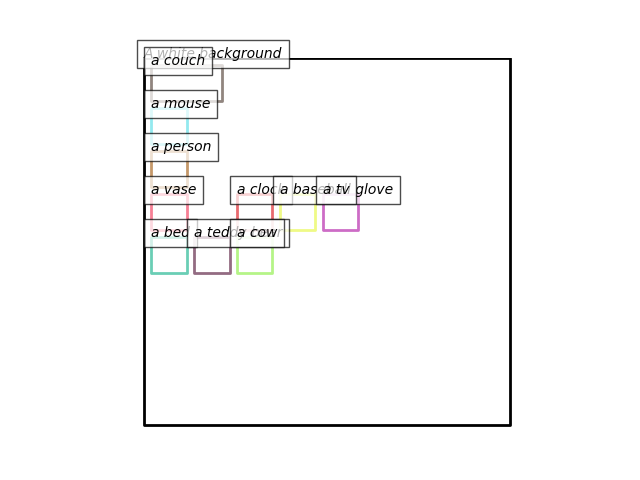 A white background
a couch
a mouse
a person
a vase
a clock
a baseball glove
a tv
a bed
a teddy bear
a cow